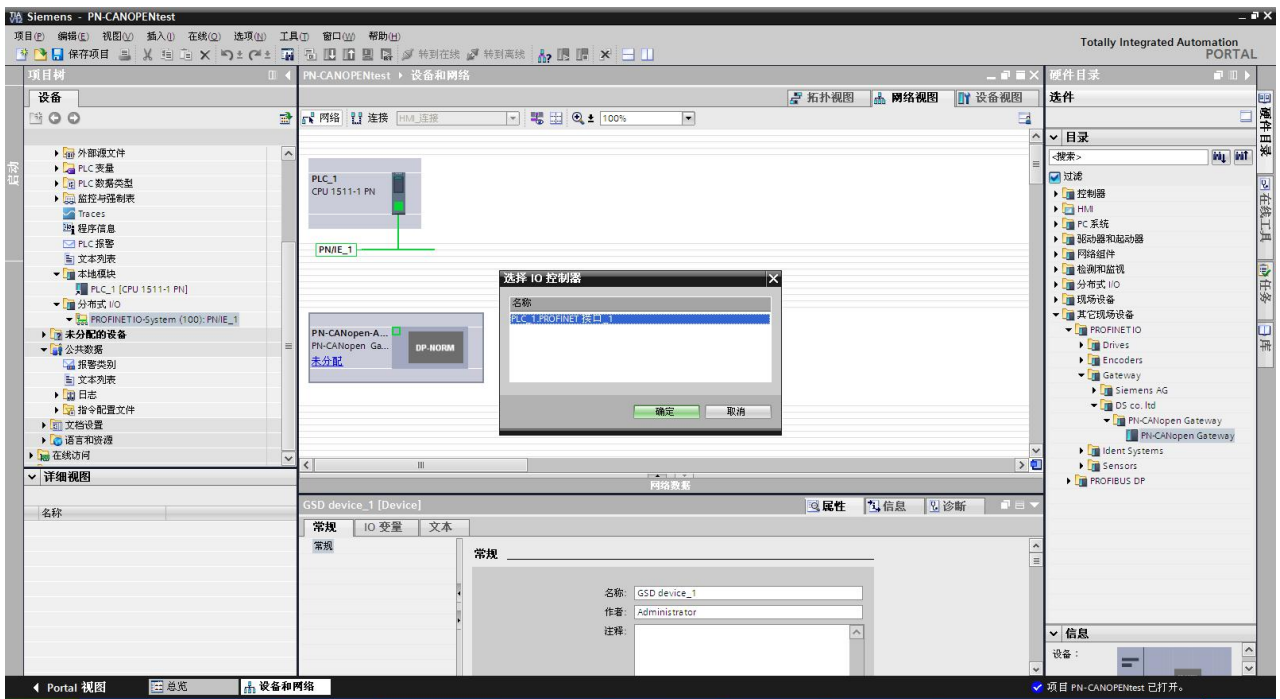 Siemens - PN-CANOPENtest
项目(P) 编辑(E) 视图(V) 插入(I) 在线(O) 选项(N) 工具(T) 窗口(W) 帮助(H)
Totally Integrated Automation
PORTAL
保存项目 转到在线 转到离线
项目树
设备
启动
外部源文件
PLC 变量
PLC 数据类型
监控与强制表
Traces
程序信息
PLC 报警
文本列表
本地模块
PLC_1 [CPU 1511-1 PN]
分布式 I/O
PROFINET IO-System (100): PN/IE_1
未分配的设备
公共数据
报警类别
文本列表
日志
指令配置文件
文档设置
语言和资源
在线访问
详细视图
名称
PN-CANOPENtest 设备和网络
拓扑视图 网络视图 设备视图
网络 连接 HMI_连接 100%
PLC_1
CPU 1511-1 PN
PN/IE_1
PN-CANopen-A...
PN-CANopen Ga...
DP-NORM
未分配
选择 IO 控制器
名称
PLC_1.PROFINET 接口_1
确定 取消
网络数据
GSD device_1 [Device]
属性 信息 诊断
常规 IO 变量 文本
常规
常规
名称: GSD device_1
作者: Administrator
注释:
硬件目录
选件
目录
<搜索>
过滤
控制器
HMI
PC 系统
驱动器和起动器
网络组件
检测和监视
分布式 I/O
现场设备
其它现场设备
PROFINET IO
Drives
Encoders
Gateway
Siemens AG
DS co. ltd
PN-CANopen Gateway
PN-CANopen Gateway
Ident Systems
Sensors
PROFIBUS DP
信息
设备:
硬件目录
在线工具
任务
库
Portal 视图 总览 设备和网络
项目 PN-CANOPENtest 已打开。